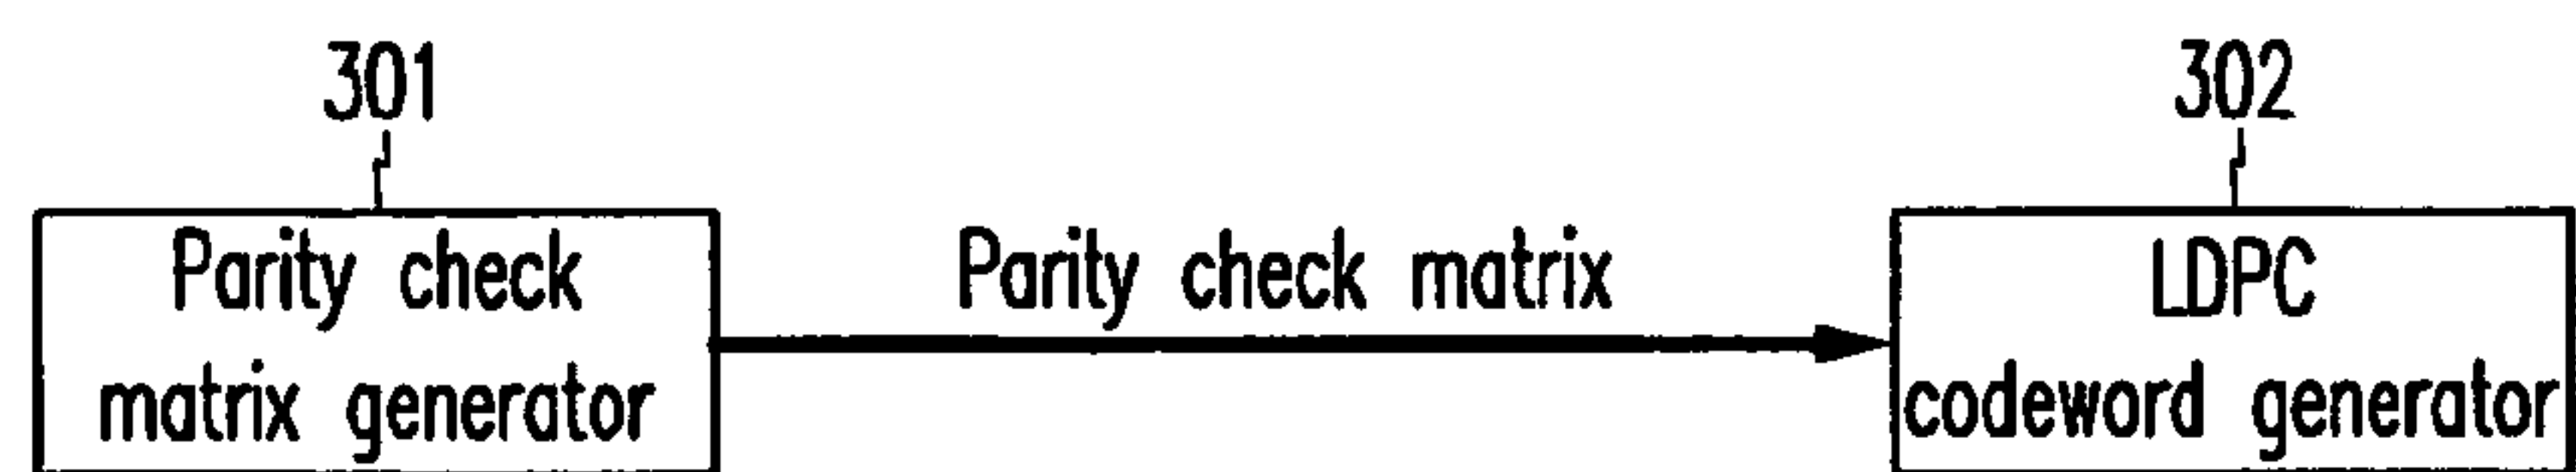 301
302
Parity check
matrix generator
Parity check matrix
LDPC
codeword generator